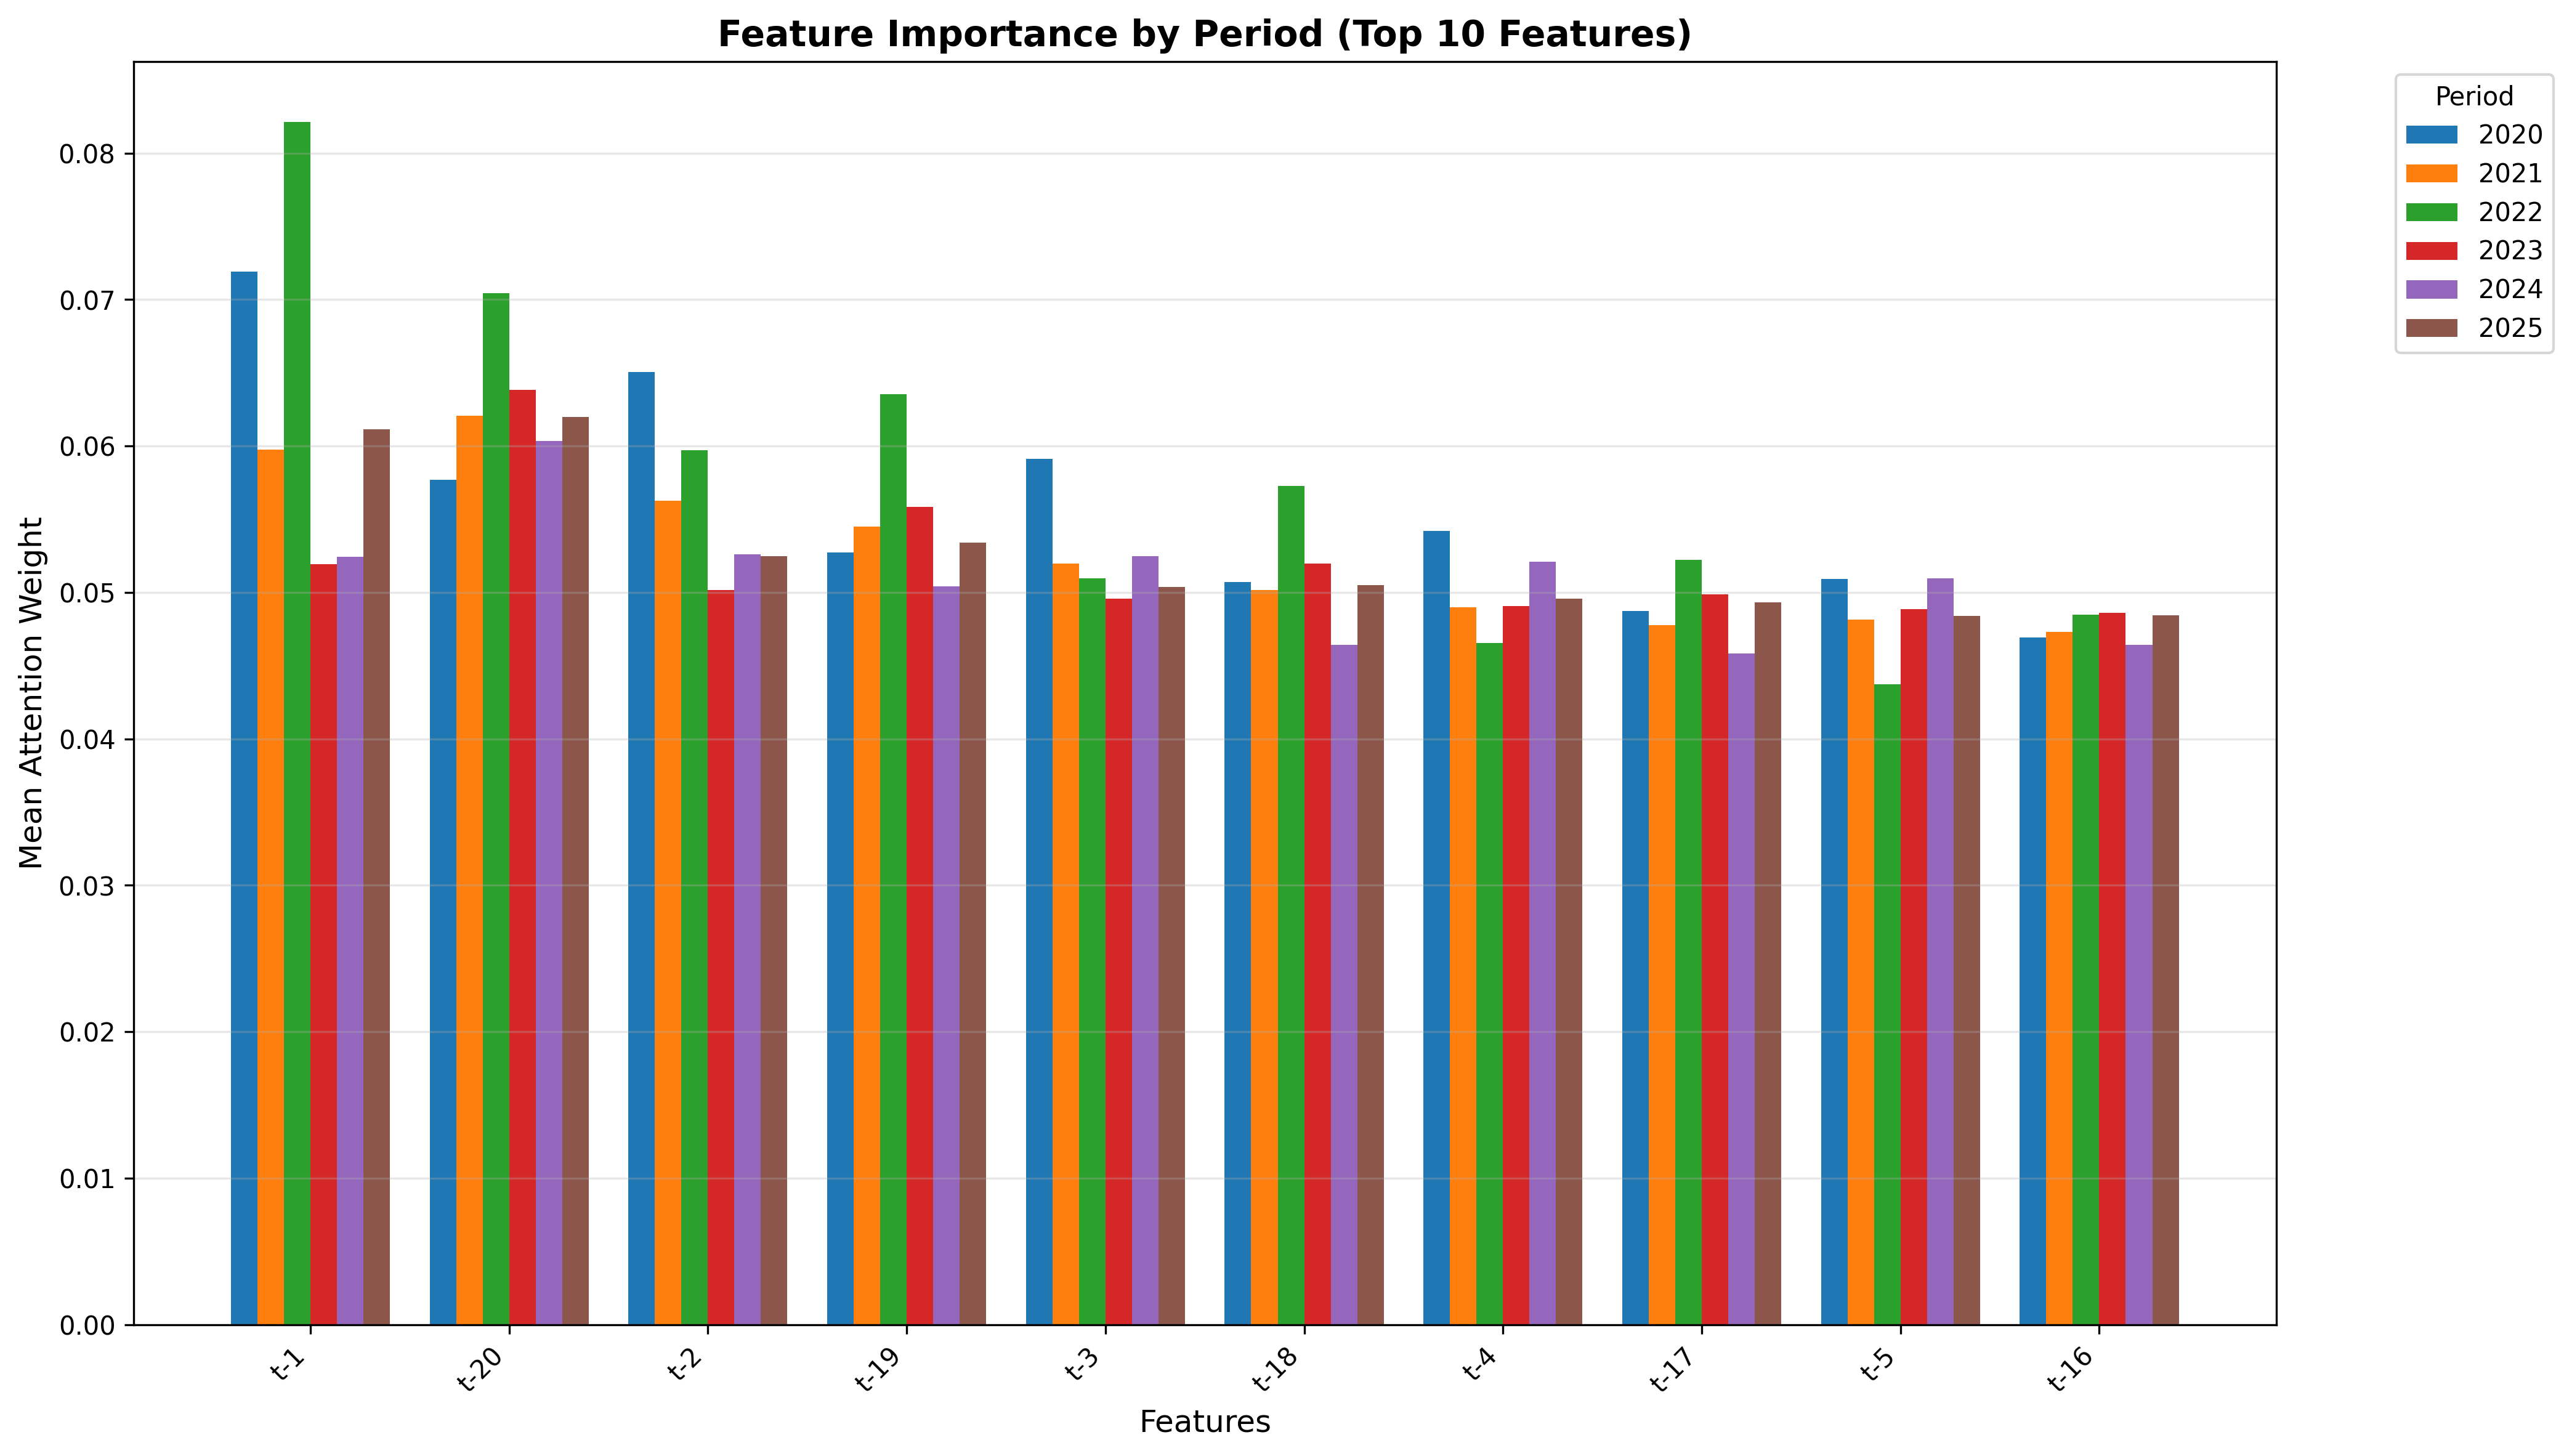 Feature Importance by Period (Top 10 Features)
Mean Attention Weight
0.08
0.07
0.06
0.05
0.04
0.03
0.02
0.01
0.00
t-1
t-20
t-2
t-19
t-3
t-18
t-4
t-17
t-5
t-16
Features
Period
2020
2021
2022
2023
2024
2025